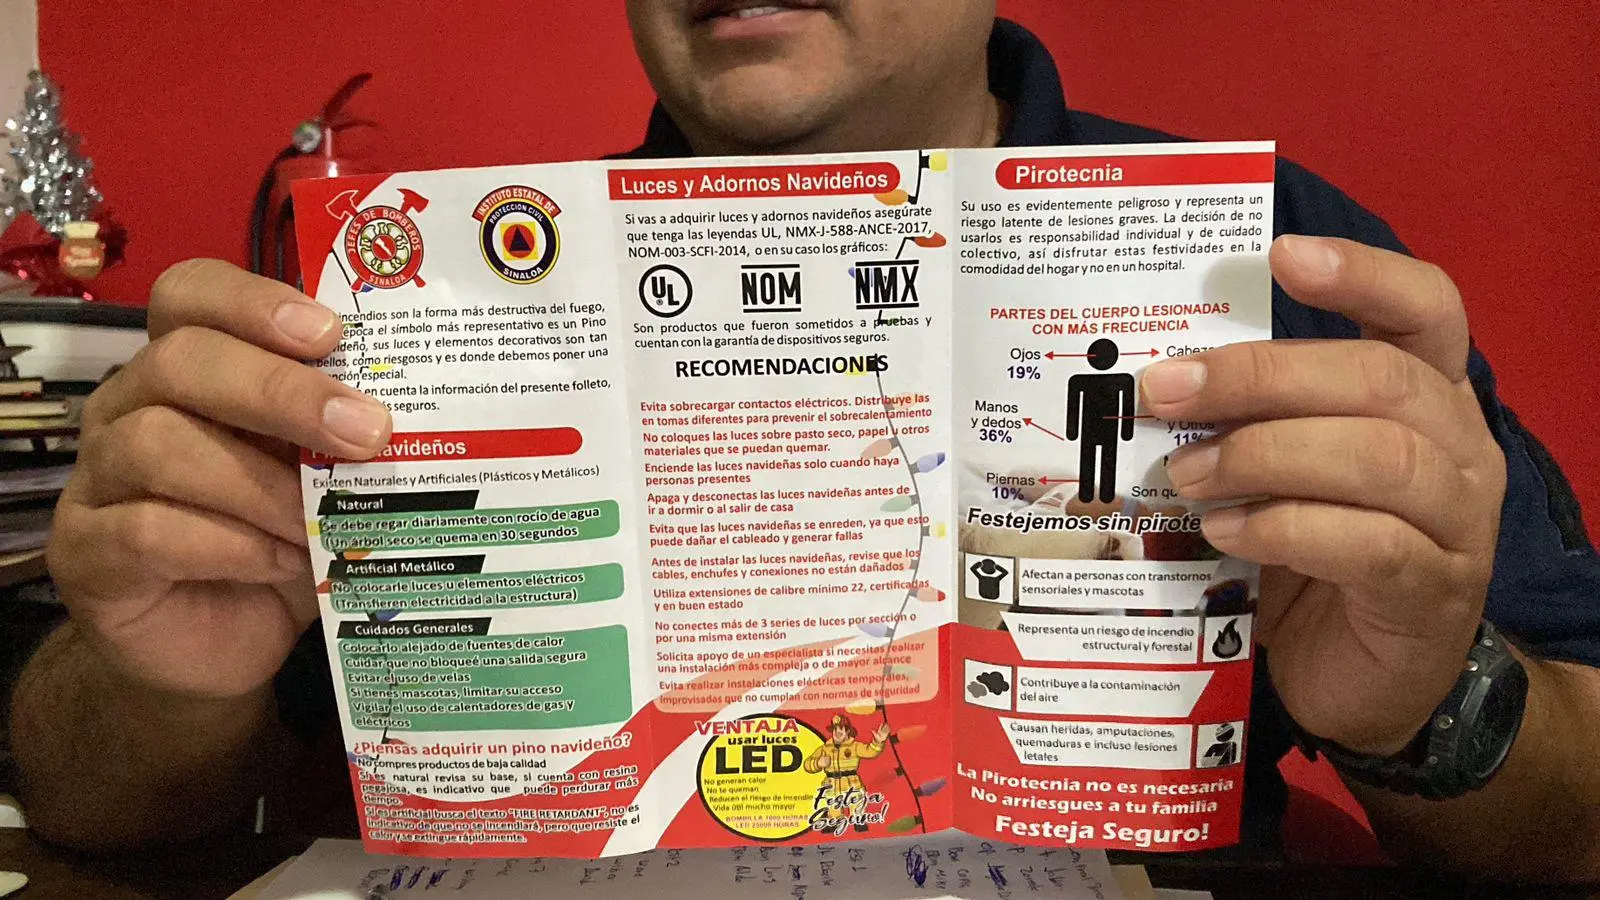 JEFES DE BOMBEROS
SINALOA
INSTITUTO ESTATAL DE
PROTECCION CIVIL
SINALOA
incendios son la forma más destructiva del fuego,
época el símbolo más representativo es un Pino
ideño, sus luces y elementos decorativos son tan
bellos, cómo riesgosos y es donde debemos poner una
nción especial.
en cuenta la información del presente folleto,
s seguros.
avideños
Existen Naturales y Artificiales (Plásticos y Metálicos)
Natural
Se debe regar diariamente con rocío de agua
(Un árbol seco se quema en 30 segundos
Artificial Metálico
No colocarle luces u elementos eléctricos
(Transfieren electricidad a la estructura)
Cuidados Generales
Colocarlo alejado de fuentes de calor
Cuidar que no bloqueé una salida segura
Evitar el uso de velas
Si tienes mascotas, limitar su acceso
Vigilar el uso de calentadores de gas y
eléctricos
¿Piensas adquirir un pino navideño?
No compres productos de baja calidad
Si es natural revisa su base, si cuenta con resina
pegajosa, es indicativo que puede perdurar más
tiempo.
Si es artificial busca el texto "FIRE RETARDANT", no es
indicativo de que no se incendiará, pero que resiste el
calor y se extingue rápidamente.
Luces y Adornos Navideños
Si vas a adquirir luces y adornos navideños asegúrate
que tenga las leyendas UL, NMX-J-588-ANCE-2017,
NOM-003-SCFI-2014, o en su caso los gráficos:
UL
NOM
NMX
Son productos que fueron sometidos a pruebas y
cuentan con la garantía de dispositivos seguros.
RECOMENDACIONES
Evita sobrecargar contactos eléctricos. Distribuye las
en tomas diferentes para prevenir el sobrecalentamiento
No coloques las luces sobre pasto seco, papel u otros
materiales que se puedan quemar.
Enciende las luces navideñas solo cuando haya
personas presentes
Apaga y desconectas las luces navideñas antes de
ir a dormir o al salir de casa
Evita que las luces navideñas se enreden, ya que esto
puede dañar el cableado y generar fallas
Antes de instalar las luces navideñas, revise que los
cables, enchufes y conexiones no están dañados
Utiliza extensiones de calibre mínimo 22, certificadas
y en buen estado
No conectes más de 3 series de luces por sección o
por una misma extensión
Solicita apoyo de un especialista si necesitas realizar
una instalación más compleja o de mayor alcance
Evita realizar instalaciones eléctricas temporales,
improvisadas que no cumplan con normas de seguridad
VENTAJA
usar luces
LED
No generan calor
No te queman
Reducen el riesgo de incendio
Vida útil mucho mayor
BOMBILLA 1000 HORAS
LED 25000 HORAS
Festeja
Seguro!
Pirotecnia
Su uso es evidentemente peligroso y representa un
riesgo latente de lesiones graves. La decisión de no
usarlos es responsabilidad individual y de cuidado
colectivo, así disfrutar estas festividades en la
comodidad del hogar y no en un hospital.
PARTES DEL CUERPO LESIONADAS
CON MÁS FRECUENCIA
Ojos
19%
Cabeza
Manos
y dedos
36%
y Otros
11%
Piernas
10%
Son qu
Festejemos sin pirote
Afectan a personas con transtornos
sensoriales y mascotas
Representa un riesgo de incendio
estructural y forestal
Contribuye a la contaminación
del aire
Causan heridas, amputaciones,
quemaduras e incluso lesiones
letales
La Pirotecnia no es necesaria
No arriesgues a tu familia
Festeja Seguro!